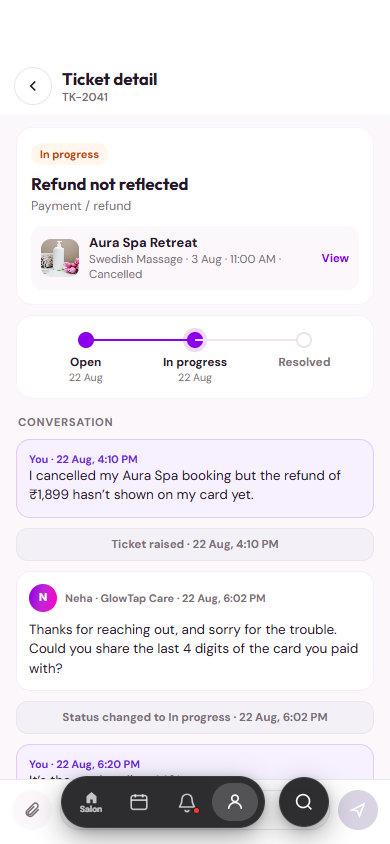 Ticket detail
TK-2041
In progress
Refund not reflected
Payment / refund
Aura Spa Retreat
Swedish Massage · 3 Aug · 11:00 AM ·
Cancelled
View
Open
22 Aug
In progress
22 Aug
Resolved
CONVERSATION
You · 22 Aug, 4:10 PM
I cancelled my Aura Spa booking but the refund of
₹1,899 hasn’t shown on my card yet.
Ticket raised · 22 Aug, 4:10 PM
N
Neha · GlowTap Care · 22 Aug, 6:02 PM
Thanks for reaching out, and sorry for the trouble.
Could you share the last 4 digits of the card you paid
with?
Status changed to In progress · 22 Aug, 6:02 PM
You · 22 Aug, 6:20 PM
It’s the
Salon